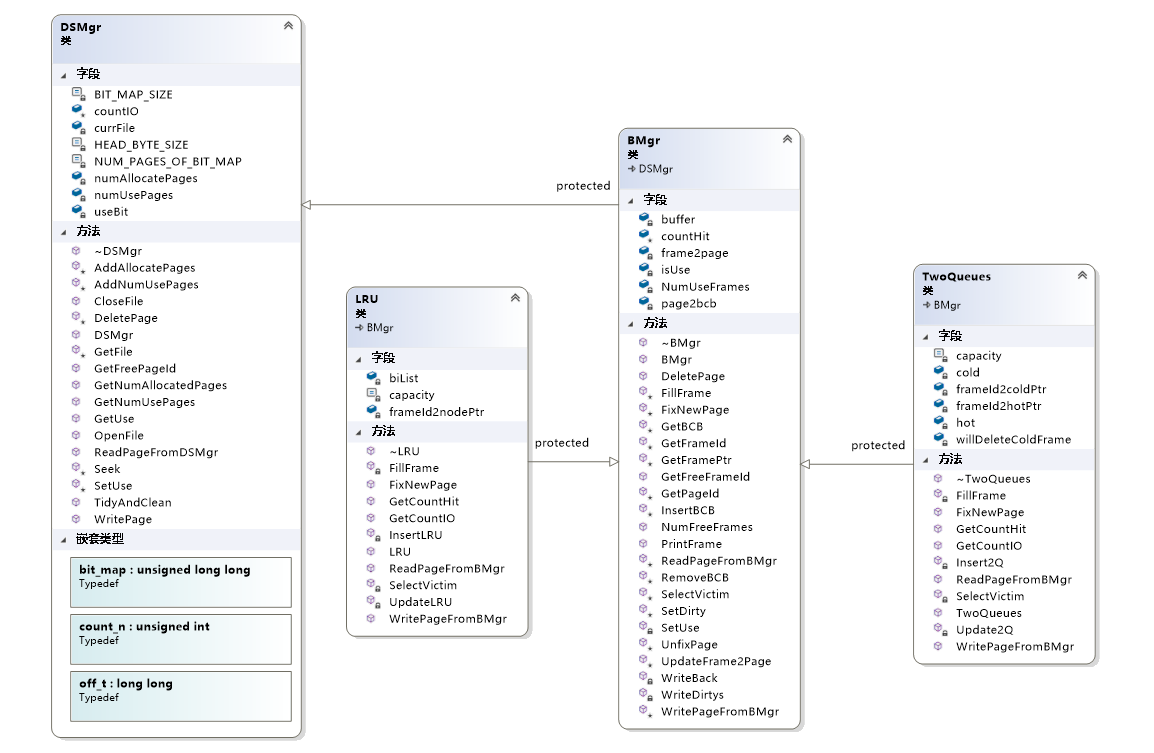 DSMgr
类
字段
BIT_MAP_SIZE
countIO
currFile
HEAD_BYTE_SIZE
NUM_PAGES_OF_BIT_MAP
numAllocatePages
numUsePages
useBit
方法
~DSMgr
AddAllocatePages
AddNumUsePages
CloseFile
DeletePage
DSMgr
GetFile
GetFreePageId
GetNumAllocatedPages
GetNumUsePages
GetUse
OpenFile
ReadPageFromDSMgr
Seek
SetUse
TidyAndClean
WritePage
嵌套类型
bit_map : unsigned long long
Typedef
count_n : unsigned int
Typedef
off_t : long long
Typedef
protected
LRU
类
BMgr
字段
biList
capacity
frameId2nodePtr
方法
~LRU
FillFrame
FixNewPage
GetCountHit
GetCountIO
InsertLRU
LRU
ReadPageFromBMgr
SelectVictim
UpdateLRU
WritePageFromBMgr
protected
BMgr
类
DSMgr
字段
buffer
countHit
frame2page
isUse
NumUseFrames
page2bcb
方法
~BMgr
BMgr
DeletePage
FillFrame
FixNewPage
GetBCB
GetFrameId
GetFramePtr
GetFreeFrameId
GetPageId
InsertBCB
NumFreeFrames
PrintFrame
ReadPageFromBMgr
RemoveBCB
SelectVictim
SetDirty
SetUse
UnfixPage
UpdateFrame2Page
WriteBack
WriteDirtys
WritePageFromBMgr
protected
TwoQueues
类
BMgr
字段
capacity
cold
frameId2coldPtr
frameId2hotPtr
hot
willDeleteColdFrame
方法
~TwoQueues
FillFrame
FixNewPage
GetCountHit
GetCountIO
Insert2Q
ReadPageFromBMgr
SelectVictim
TwoQueues
Update2Q
WritePageFromBMgr